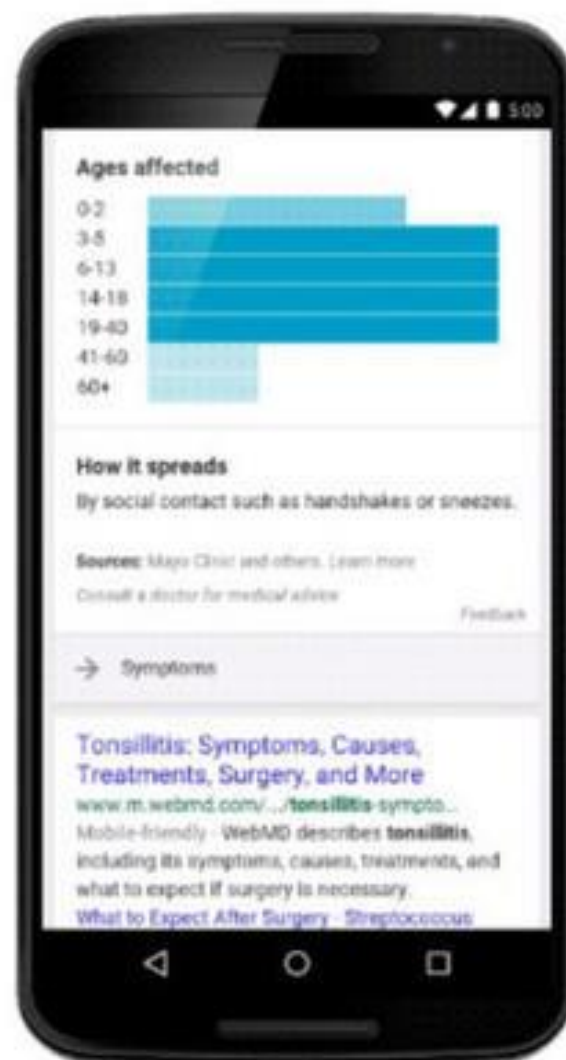 5:00
Ages affected
0-2
3-5
6-13
14-18
19-40
41-60
60+
How it spreads
By social contact such as handshakes or sneezes.
Sources: Mayo Clinic and others. Learn more
Consult a doctor for medical advice
Feedback
→ Symptoms
Tonsillitis: Symptoms, Causes,
Treatments, Surgery, and More
www.m.webmd.com/.../tonsillitis-sympto...
Mobile-friendly · WebMD describes tonsillitis,
including its symptoms, causes, treatments, and
what to expect if surgery is necessary.
What to Expect After Surgery · Streptococcus